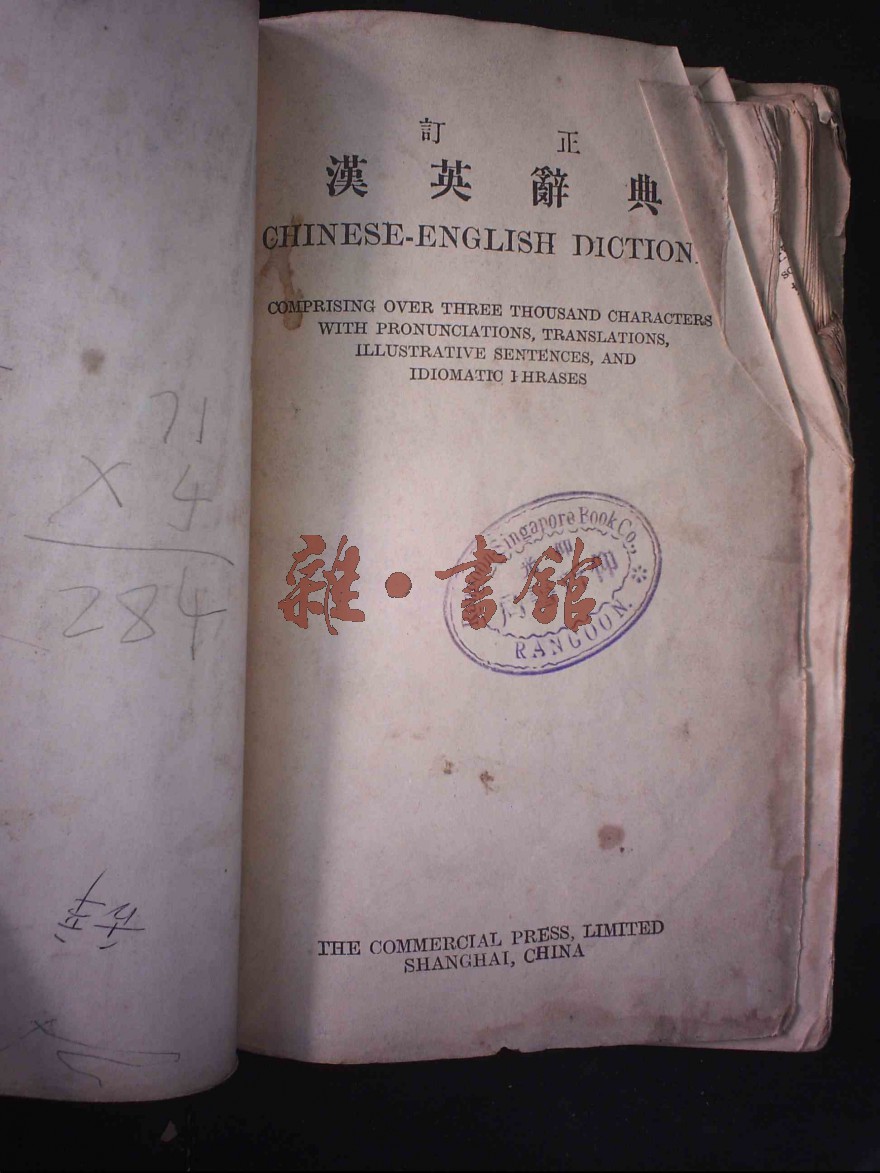 71
× 4
284
訂 正
漢 英 辭 典
CHINESE-ENGLISH DICTION
COMPRISING OVER THREE THOUSAND CHARACTERS
WITH PRONUNCIATIONS, TRANSLATIONS,
ILLUSTRATIVE SENTENCES, AND
IDIOMATIC PHRASES
Singapore Book Co.,
RANGOON.
雜·書館
THE COMMERCIAL PRESS, LIMITED
SHANGHAI, CHINA